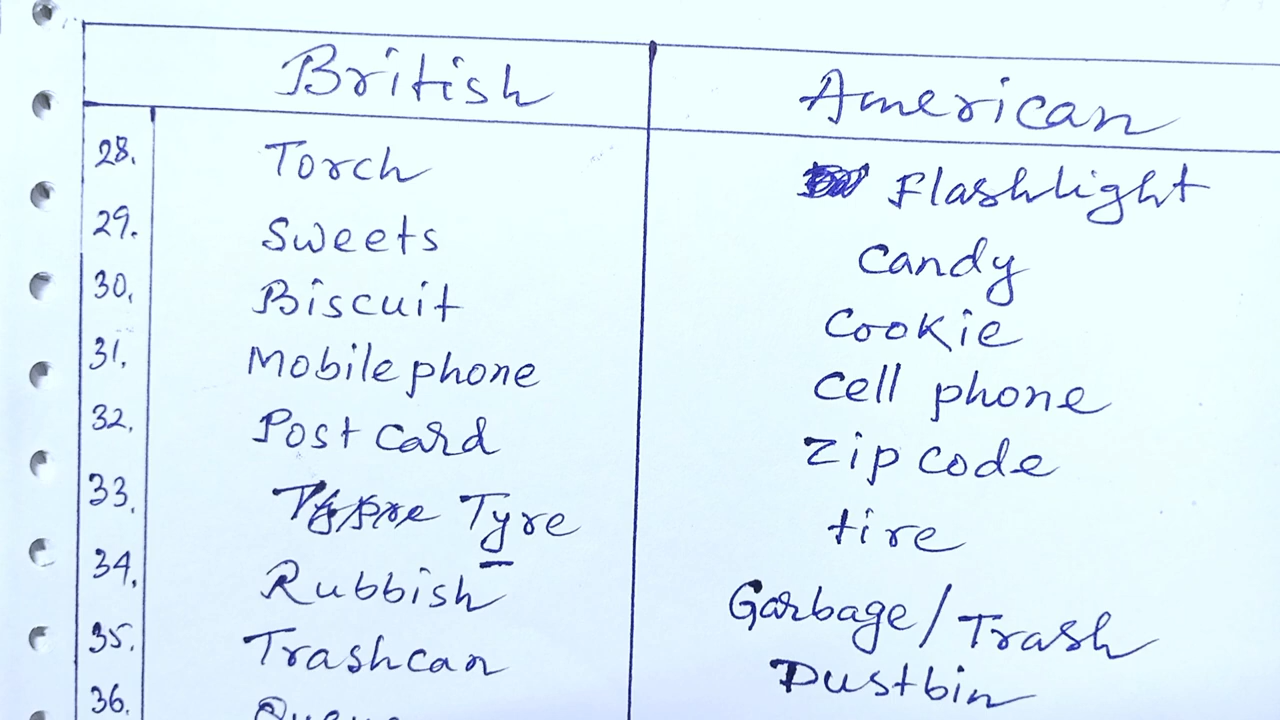 British American
28. Torch Flashlight
29. Sweets Candy
30. Biscuit Cookie
31. Mobile phone Cell phone
32. Post card Zip code
33. Tyre tire
34. Rubbish Garbage/Trash
35. Trashcan Dustbin
36.